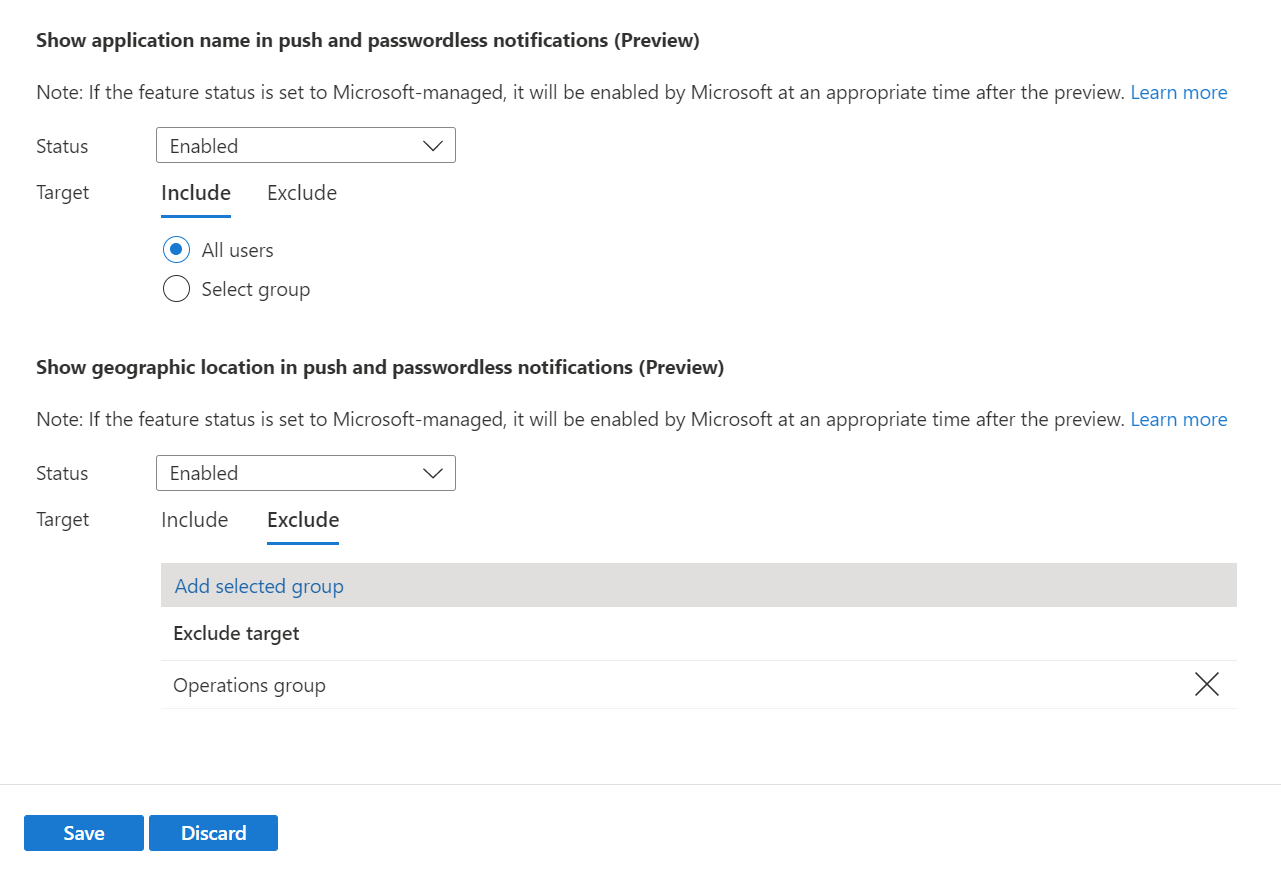 Show application name in push and passwordless notifications (Preview)
Note: If the feature status is set to Microsoft-managed, it will be enabled by Microsoft at an appropriate time after the preview. Learn more
Status Enabled
Target Include Exclude
All users
Select group
Show geographic location in push and passwordless notifications (Preview)
Note: If the feature status is set to Microsoft-managed, it will be enabled by Microsoft at an appropriate time after the preview. Learn more
Status Enabled
Target Include Exclude
Add selected group
Exclude target
Operations group
Save Discard